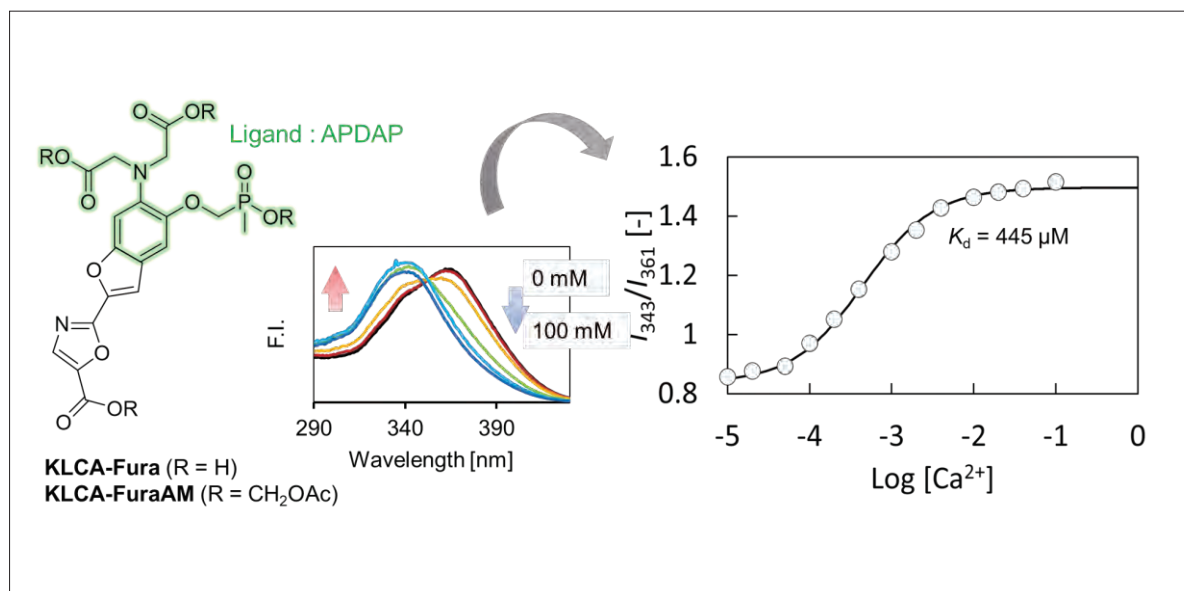 O
OR
RO
O
N
O
O
P
OR
O
N
O
O
OR
Ligand : APDAP
KLCA-Fura (R = H)
KLCA-FuraAM (R = CH₂OAc)
F.I.
0 mM
100 mM
290 340 390
Wavelength [nm]
I₃₄₃/I₃₆₁ [-]
1.6
1.4
1.2
1
0.8
K_d = 445 µM
-5 -4 -3 -2 -1 0
Log [Ca²⁺]